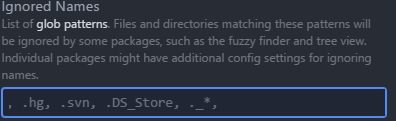 Ignored Names
List of glob patterns. Files and directories matching these patterns will
be ignored by some packages, such as the fuzzy finder and tree view.
Individual packages might have additional config settings for ignoring
names.
, .hg, .svn, .DS_Store, ._*,